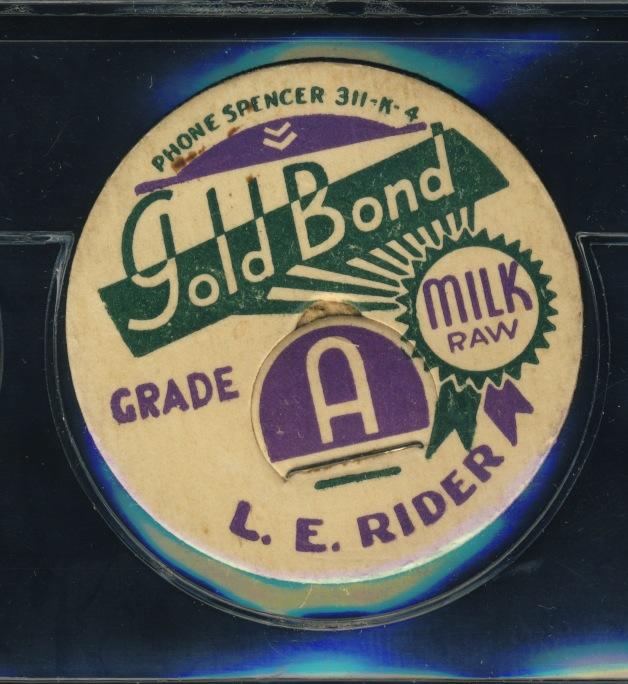 PHONE SPENCER 311-K-4
Gold Bond
MILK
RAW
GRADE A
L. E. RIDER